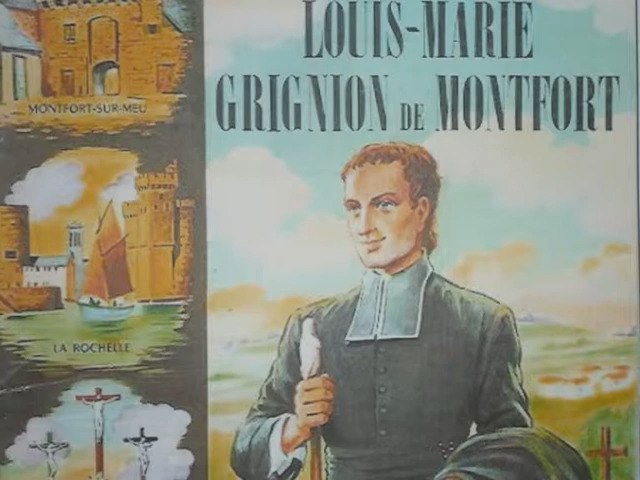 LOUIS-MARIE
GRIGNION DE MONTFORT
MONTFORT-SUR-MEU
LA ROCHELLE